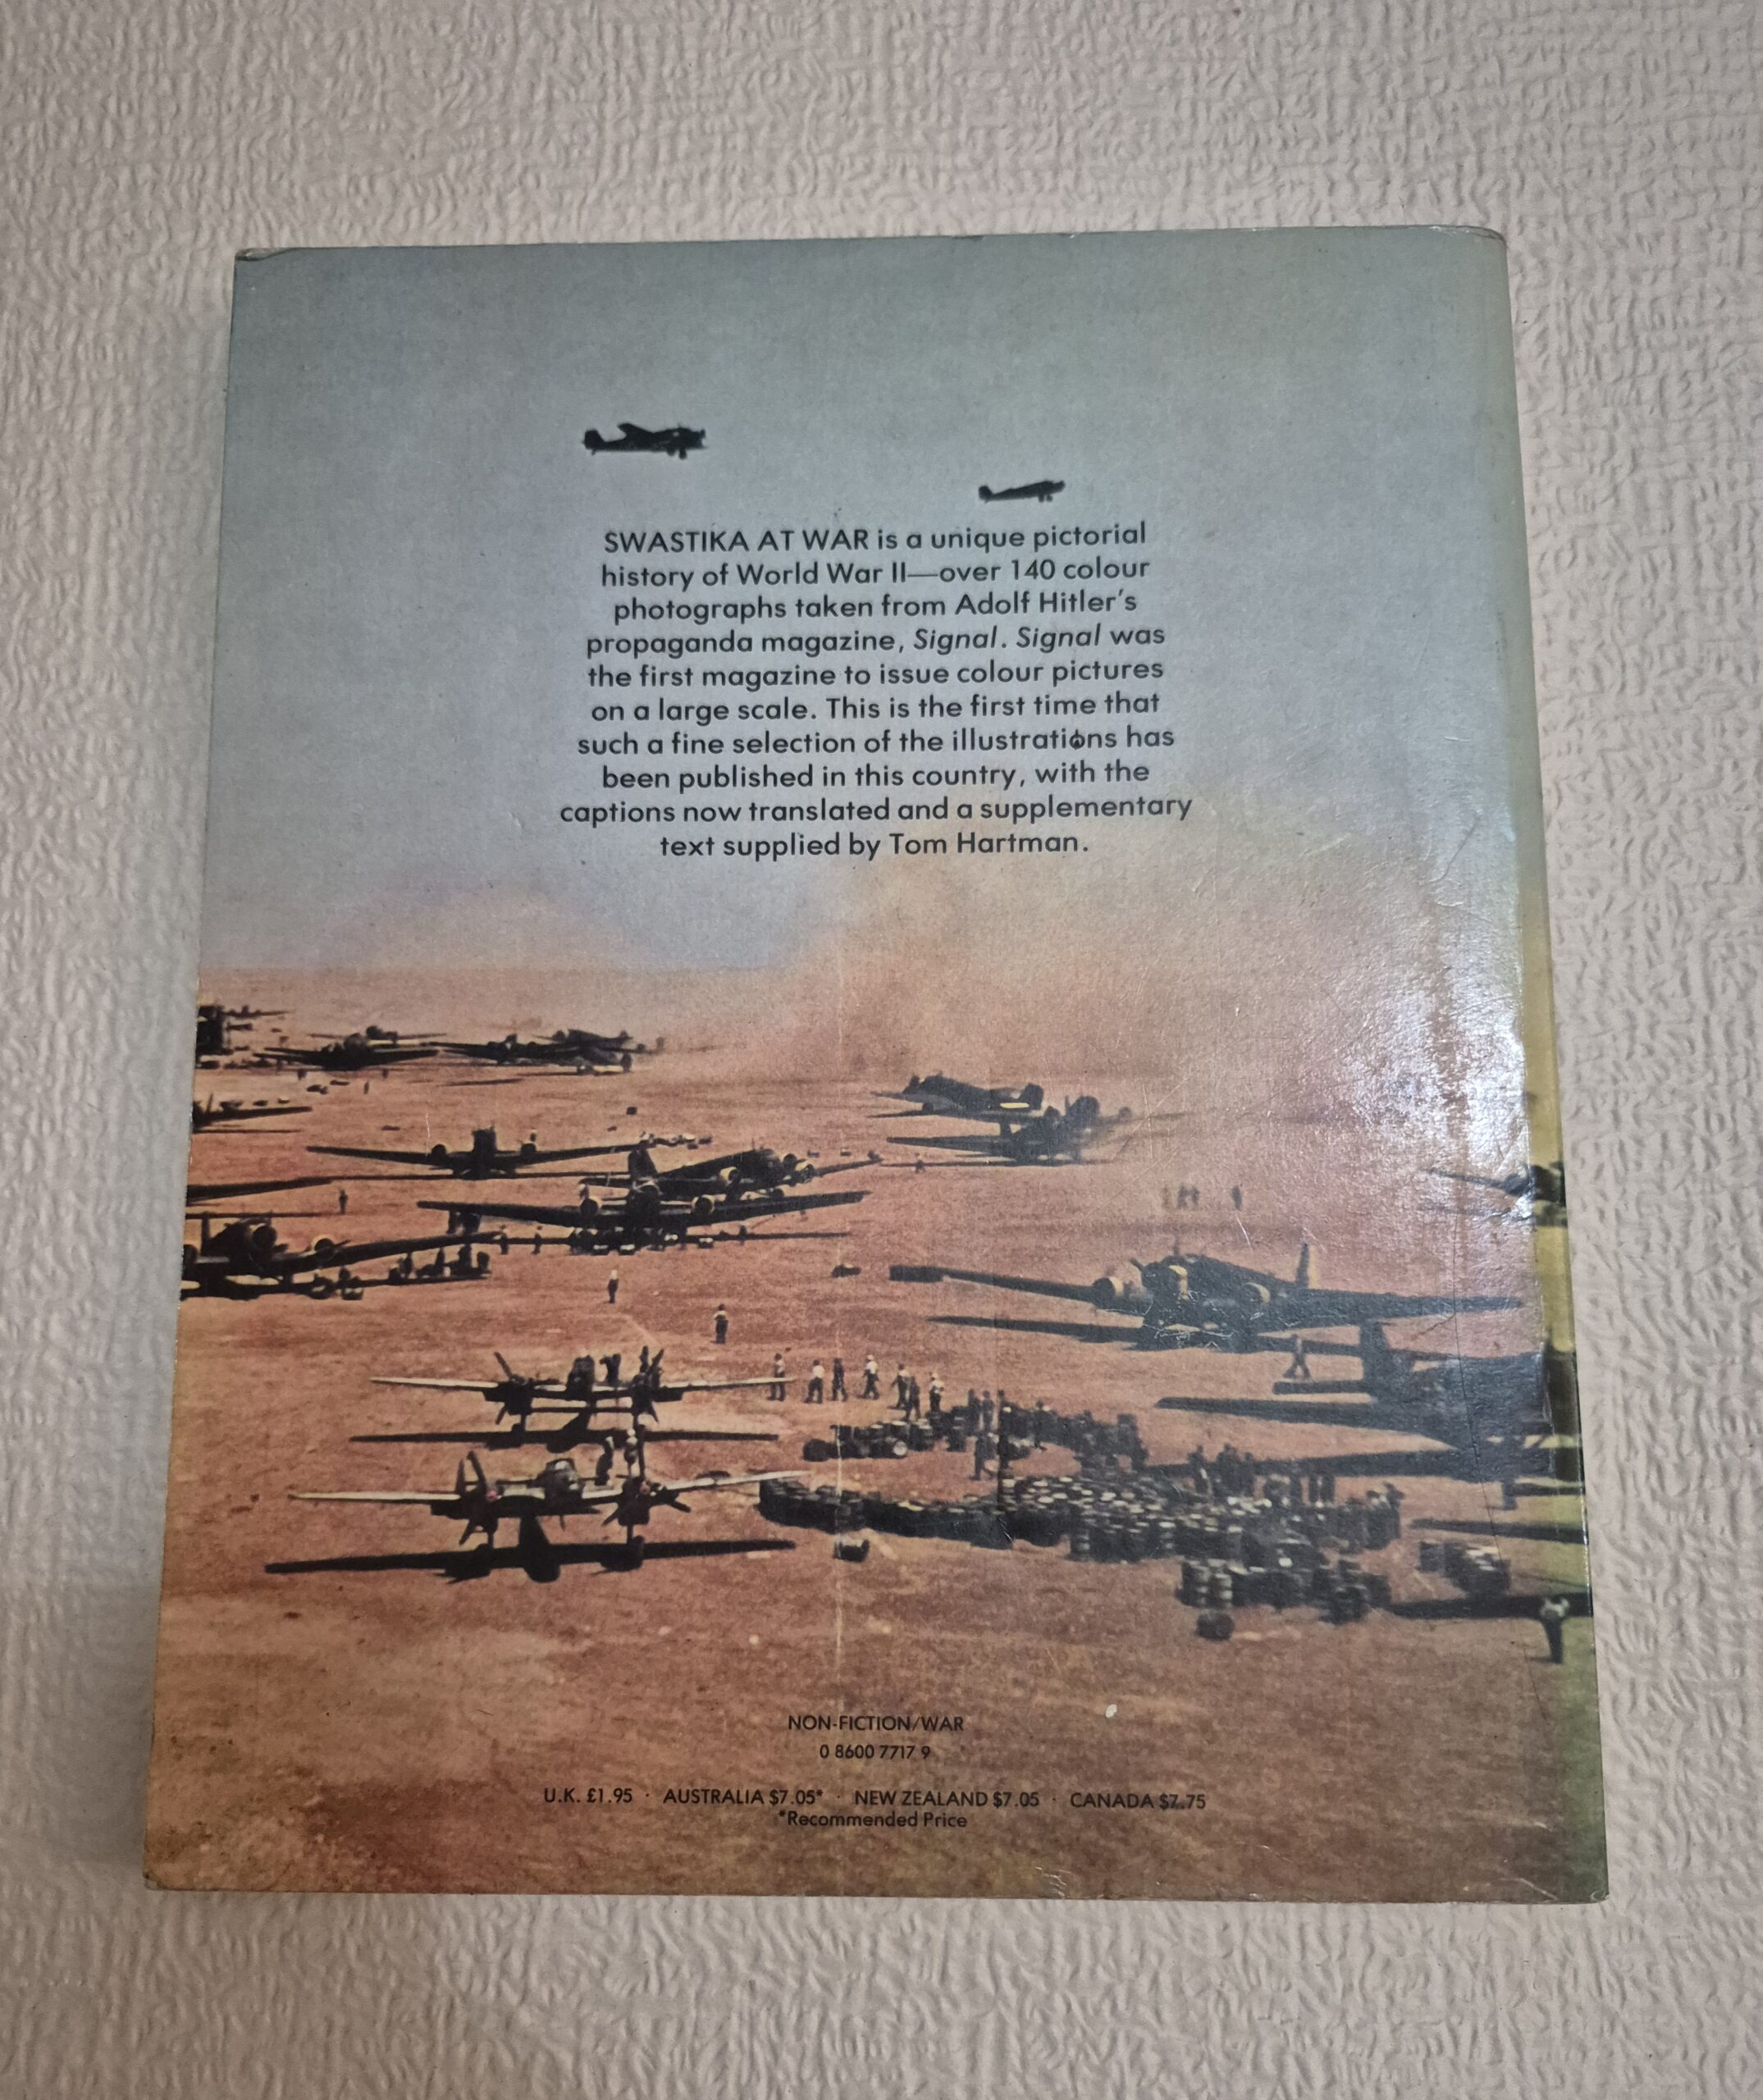 SWASTIKA AT WAR is a unique pictorial
history of World War II—over 140 colour
photographs taken from Adolf Hitler's
propaganda magazine, Signal. Signal was
the first magazine to issue colour pictures
on a large scale. This is the first time that
such a fine selection of the illustrations has
been published in this country, with the
captions now translated and a supplementary
text supplied by Tom Hartman.
NON-FICTION/WAR
0 8600 7717 9
U.K. £1.95 · AUSTRALIA $7.05* · NEW ZEALAND $7.05 · CANADA $7.75
*Recommended Price